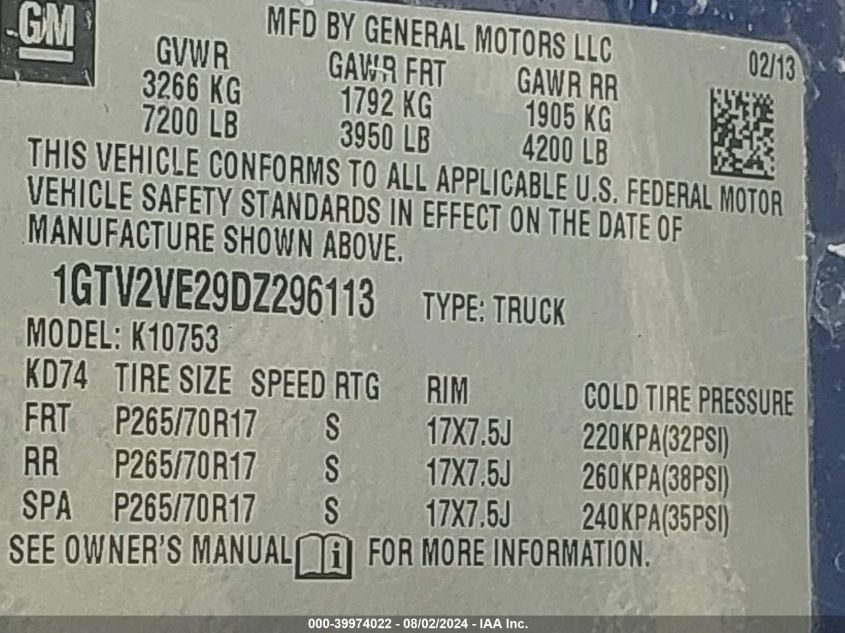 GM
MFD BY GENERAL MOTORS LLC
02/13
GVWR GAWR FRT GAWR RR
3266 KG 1792 KG 1905 KG
7200 LB 3950 LB 4200 LB
THIS VEHICLE CONFORMS TO ALL APPLICABLE U.S. FEDERAL MOTOR
VEHICLE SAFETY STANDARDS IN EFFECT ON THE DATE OF
MANUFACTURE SHOWN ABOVE.
1GTV2VE29DZ296113 TYPE: TRUCK
MODEL: K10753
KD74 TIRE SIZE SPEED RTG RIM COLD TIRE PRESSURE
FRT P265/70R17 S 17X7.5J 220KPA(32PSI)
RR P265/70R17 S 17X7.5J 260KPA(38PSI)
SPA P265/70R17 S 17X7.5J 240KPA(35PSI)
SEE OWNER'S MANUAL i FOR MORE INFORMATION.
000-39974022 - 08/02/2024 - IAA Inc.